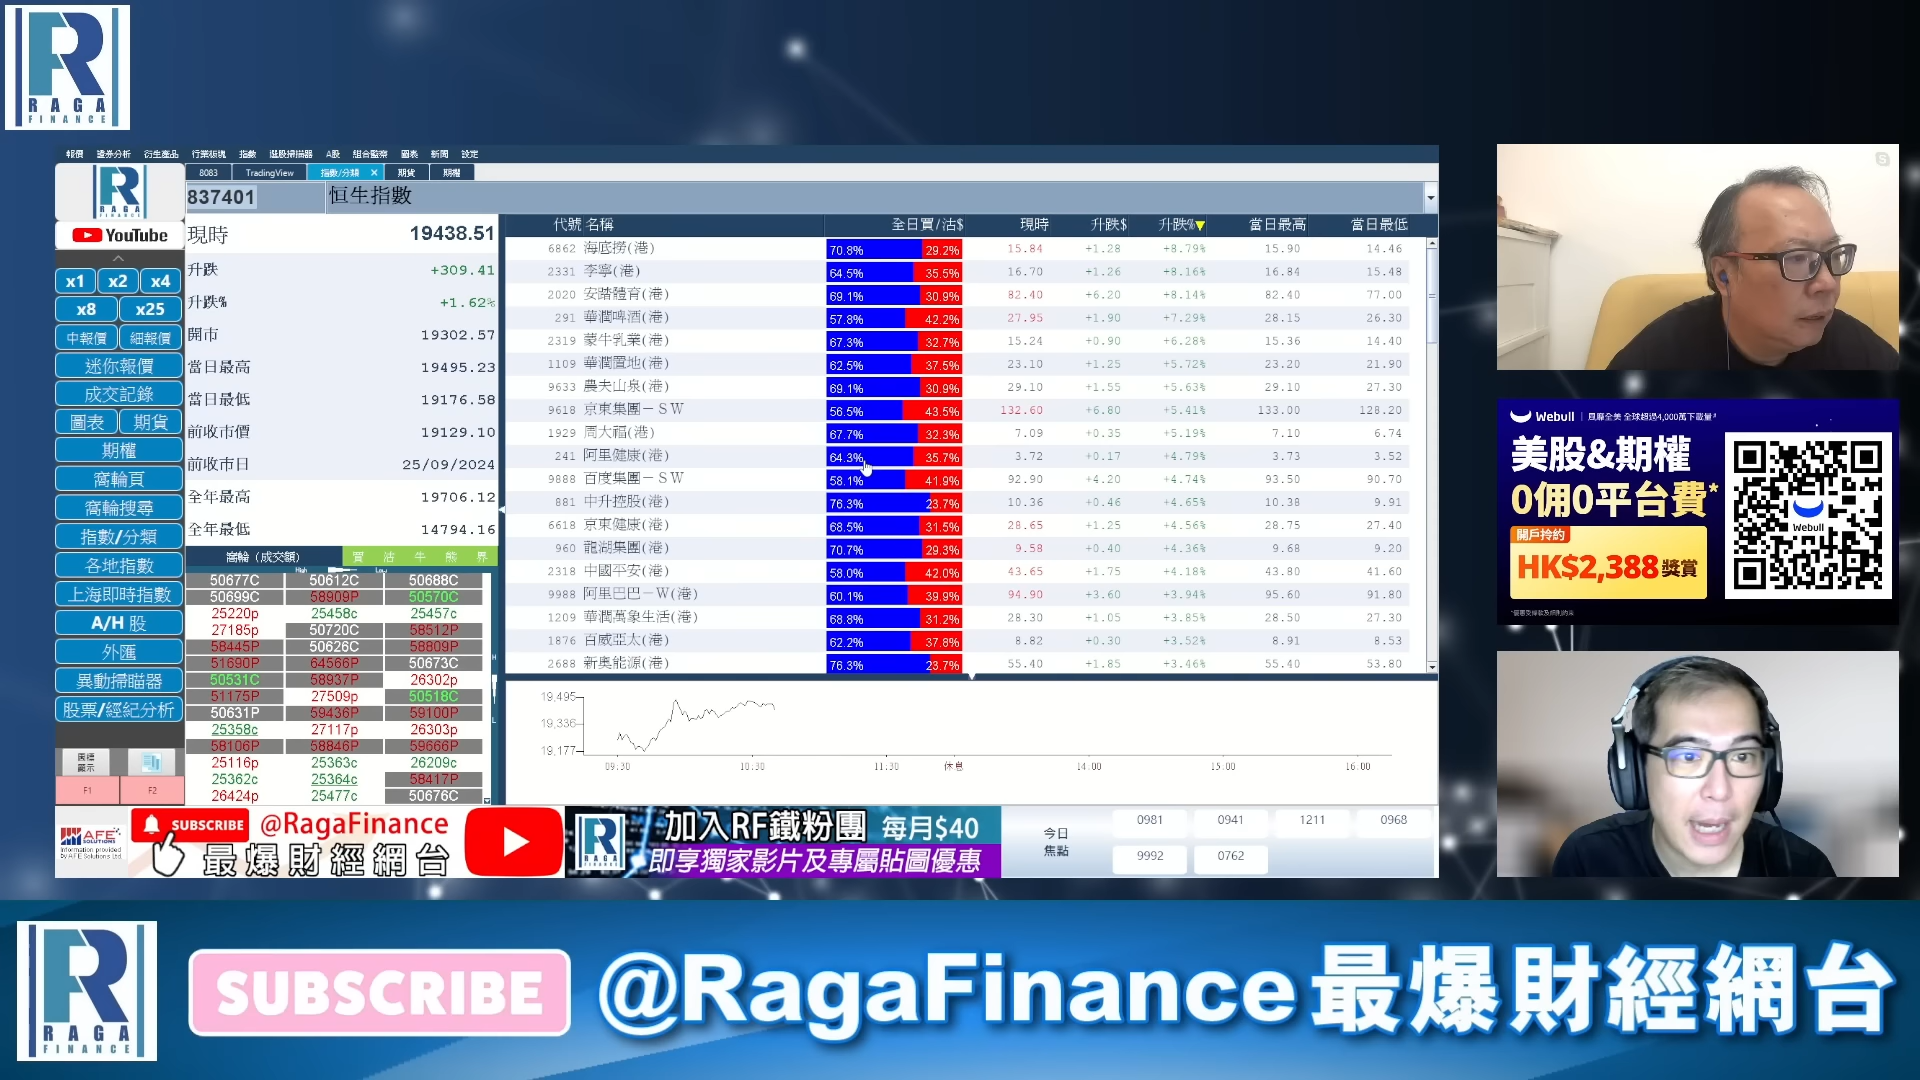 RAGA
FINANCE
報價 證券分析 衍生產品 行業板塊 指數 選股掃描器 A股 組合監察 圖表 新聞 設定
8083 TradingView 指數/分類 × 期貨 期權
RAGA
FINANCE
837401 恒生指數
YouTube
x1 x2 x4
x8 x25
中報價 細報價
迷你報價
成交記錄
圖表 期貨
期權
窩輪頁
窩輪搜尋
指數/分類
各地指數
上海即時指數
A/H 股
外匯
異動掃瞄器
股票/經紀分析
F1 F2
現時 19438.51
升跌 +309.41
升跌% +1.62%
開市 19302.57
當日最高 19495.23
當日最低 19176.58
前收市價 19129.10
前收市日 25/09/2024
全年最高 19706.12
全年最低 14794.16
窩輪 (成交額) 買 沽 牛 熊 界
50677C 50612C 50688C
50699C 58909P 50570C
25220p 25458c 25457c
27185p 50720C 58512P
58445P 50626C 58809P
51690P 64566P 50673C
50531C 58937P 26302p
51175P 27509p 50518C
50631P 59436P 59100P
25358c 27117p 26303p
58106P 58846P 59666P
25116p 25363c 26209c
25362c 25364c 58417P
26424p 25477c 50676C
代號 名稱 全日買/沽$ 現時 升跌$ 升跌%▼ 當日最高 當日最低
6862 海底撈(港) 70.8% 29.2% 15.84 +1.28 +8.79% 15.90 14.46
2331 李寧(港) 64.5% 35.5% 16.70 +1.26 +8.16% 16.84 15.48
2020 安踏體育(港) 69.1% 30.9% 82.40 +6.20 +8.14% 82.40 77.00
291 華潤啤酒(港) 57.8% 42.2% 27.95 +1.90 +7.29% 28.15 26.30
2319 蒙牛乳業(港) 67.3% 32.7% 15.24 +0.90 +6.28% 15.36 14.40
1109 華潤置地(港) 62.5% 37.5% 23.10 +1.25 +5.72% 23.20 21.90
9633 農夫山泉(港) 69.1% 30.9% 29.10 +1.55 +5.63% 29.10 27.30
9618 京東集團－ＳＷ 56.5% 43.5% 132.60 +6.80 +5.41% 133.00 128.20
1929 周大福(港) 67.7% 32.3% 7.09 +0.35 +5.19% 7.10 6.74
241 阿里健康(港) 64.3% 35.7% 3.72 +0.17 +4.79% 3.73 3.52
9888 百度集團－ＳＷ 58.1% 41.9% 92.90 +4.20 +4.74% 93.50 90.70
881 中升控股(港) 76.3% 23.7% 10.36 +0.46 +4.65% 10.38 9.91
6618 京東健康(港) 68.5% 31.5% 28.65 +1.25 +4.56% 28.75 27.40
960 龍湖集團(港) 70.7% 29.3% 9.58 +0.40 +4.36% 9.68 9.20
2318 中國平安(港) 58.0% 42.0% 43.65 +1.75 +4.18% 43.80 41.60
9988 阿里巴巴－Ｗ(港) 60.1% 39.9% 94.90 +3.60 +3.94% 95.60 91.80
1209 華潤萬象生活(港) 68.8% 31.2% 28.30 +1.05 +3.85% 28.50 27.30
1876 百威亞太(港) 62.2% 37.8% 8.82 +0.30 +3.52% 8.91 8.53
2688 新奧能源(港) 76.3% 23.7% 55.40 +1.85 +3.46% 55.40 53.80
19,495
19,336
19,177
09:30 10:30 11:30 休息 14:00 15:00 16:00
AFE
SOLUTIONS
Information provided
by AFE Solutions Ltd.
SUBSCRIBE @RagaFinance
最爆財經網台
加入RF鐵粉團 每月$40
即享獨家影片及專屬貼圖優惠
今日
焦點
0981 0941 1211 0968
9992 0762
Webull 風靡全美 全球超過4,000萬下載量#
美股&期權
0佣0平台費*
開戶拎約
HK$2,388獎賞
Webull
RAGA
FINANCE
SUBSCRIBE @RagaFinance最爆財經網台